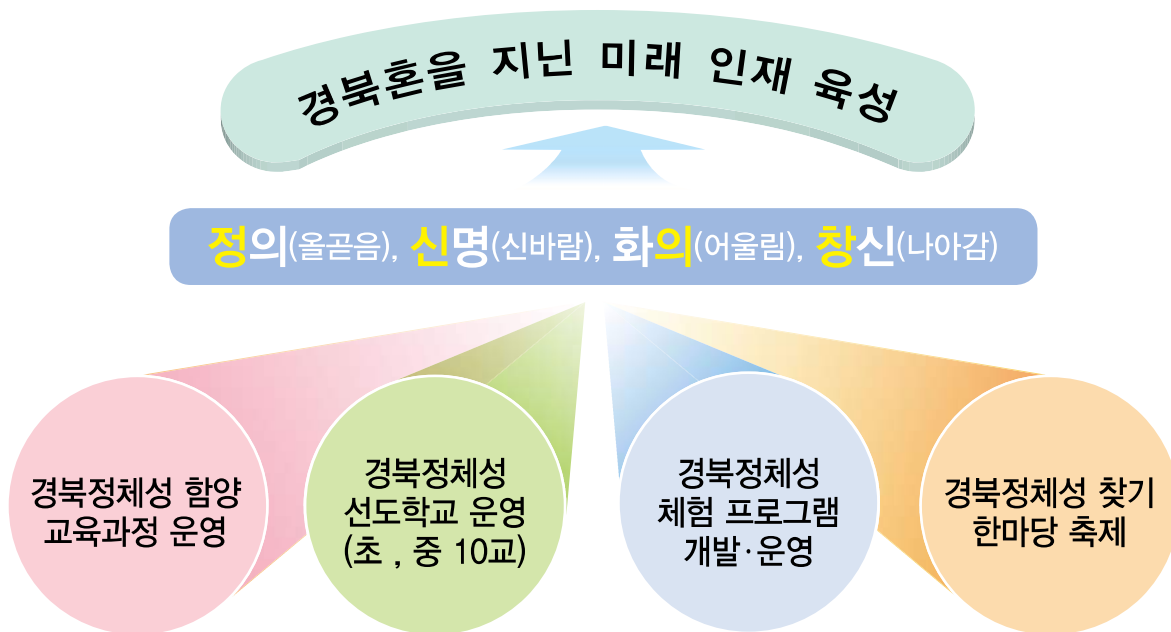 경북혼을 지닌 미래 인재 육성
정의(올곧음), 신명(신바람), 화의(어울림), 창신(나아감)
경북정체성 함양
교육과정 운영
경북정체성
선도학교 운영
(초 , 중 10교)
경북정체성
체험 프로그램
개발·운영
경북정체성 찾기
한마당 축제